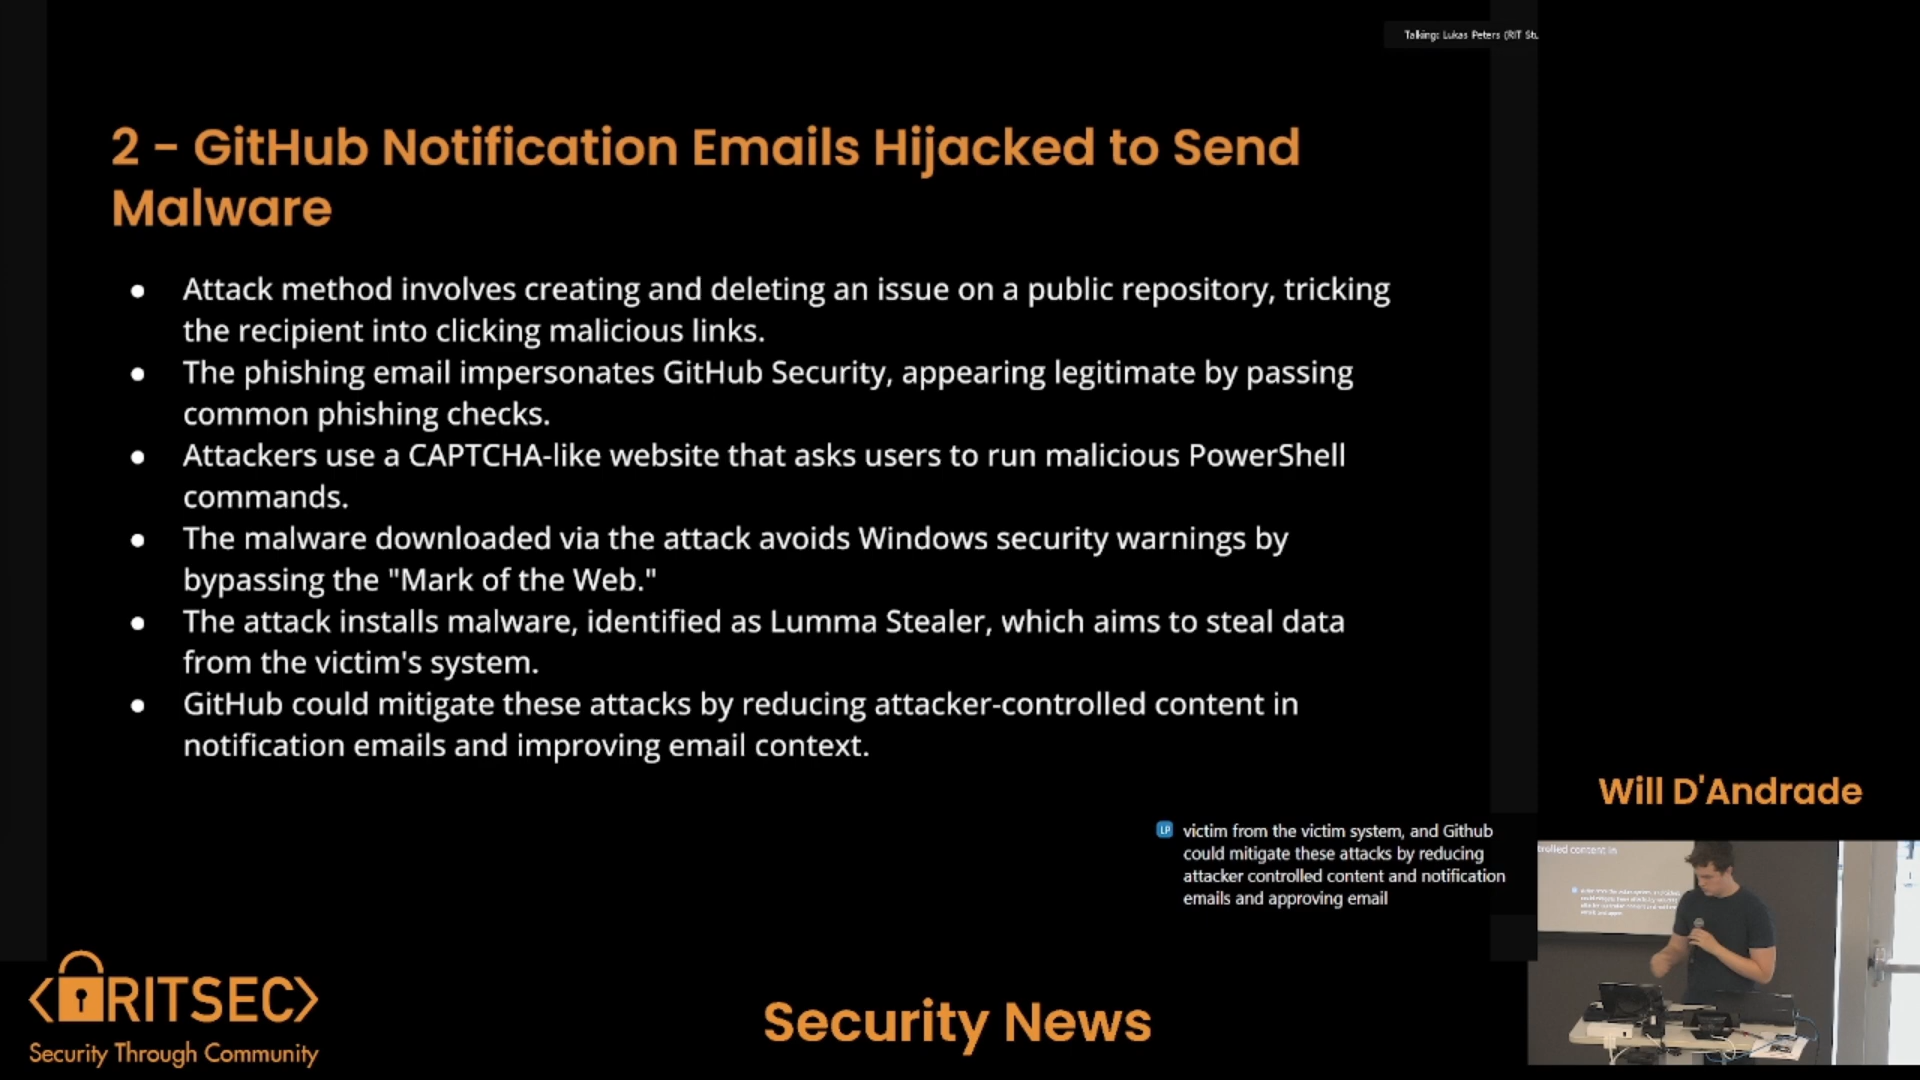 Talking: Lukas Peters (RIT St.
2 - GitHub Notification Emails Hijacked to Send
Malware
● Attack method involves creating and deleting an issue on a public repository, tricking
the recipient into clicking malicious links.
● The phishing email impersonates GitHub Security, appearing legitimate by passing
common phishing checks.
● Attackers use a CAPTCHA-like website that asks users to run malicious PowerShell
commands.
● The malware downloaded via the attack avoids Windows security warnings by
bypassing the "Mark of the Web."
● The attack installs malware, identified as Lumma Stealer, which aims to steal data
from the victim's system.
● GitHub could mitigate these attacks by reducing attacker-controlled content in
notification emails and improving email context.
LP victim from the victim system, and Github
could mitigate these attacks by reducing
attacker controlled content and notification
emails and approving email
Will D'Andrade
trolled content in
RITSEC
Security Through Community
Security News